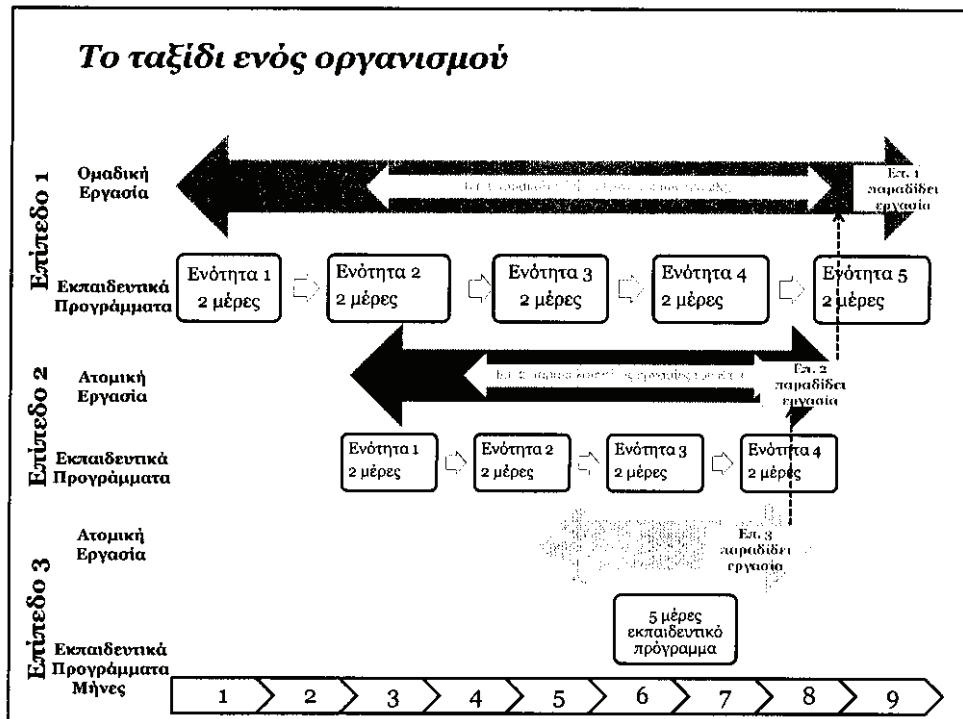 Το ταξίδι ενός οργανισμού
Επίπεδο 1
Ομαδική
Εργασία
Επ. 1
παραδίδει
εργασία
Εκπαιδευτικά
Προγράμματα
Ενότητα 1
2 μέρες
Ενότητα 2
2 μέρες
Ενότητα 3
2 μέρες
Ενότητα 4
2 μέρες
Ενότητα 5
2 μέρες
Επίπεδο 2
Ατομική
Εργασία
Επ. 2
παραδίδει
εργασία
Εκπαιδευτικά
Προγράμματα
Ενότητα 1
2 μέρες
Ενότητα 2
2 μέρες
Ενότητα 3
2 μέρες
Ενότητα 4
2 μέρες
Επίπεδο 3
Ατομική
Εργασία
Επ. 3
παραδίδει
εργασία
5 μέρες
εκπαιδευτικό
πρόγραμμα
Εκπαιδευτικά
Προγράμματα
Μήνες
1 2 3 4 5 6 7 8 9